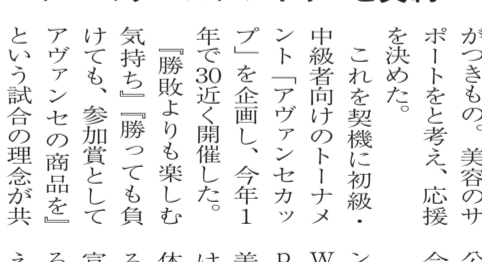 がつきもの。美容のサ
ポートをと考え、応援
を決めた。
　これを契機に初級・
中級者向けのトーナメ
ント「アヴァンセカッ
プ」を企画し、今年1
年で30近く開催した。
　『勝敗よりも楽しむ
気持ち』『勝っても負
けても、参加賞として
アヴァンセの商品を』
という試合の理念が共